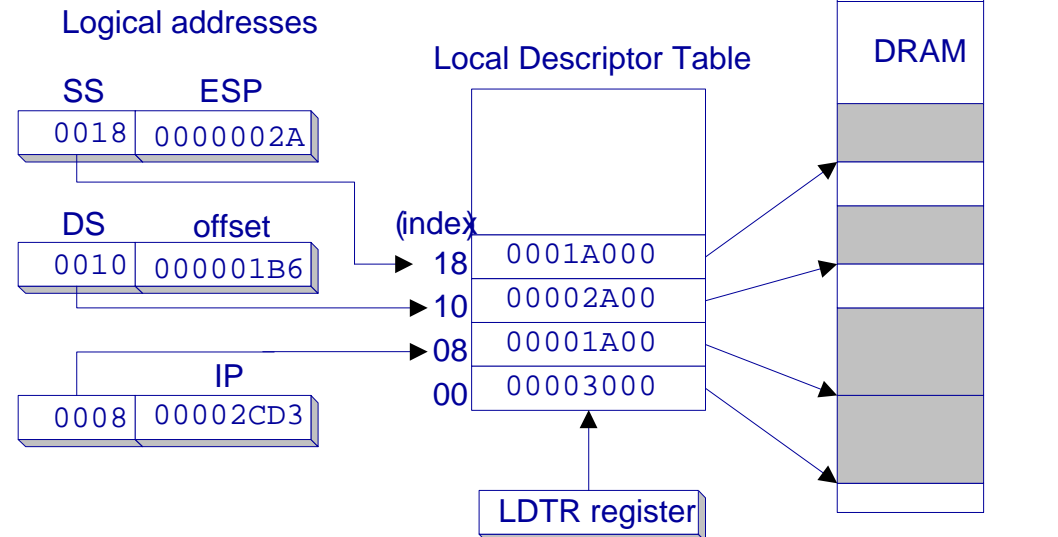 Logical addresses
DRAM
Local Descriptor Table
SS ESP
0018 0000002A
DS offset
(index)
0010 000001B6
18 0001A000
10 00002A00
08 00001A00
IP
00 00003000
0008 00002CD3
LDTR register